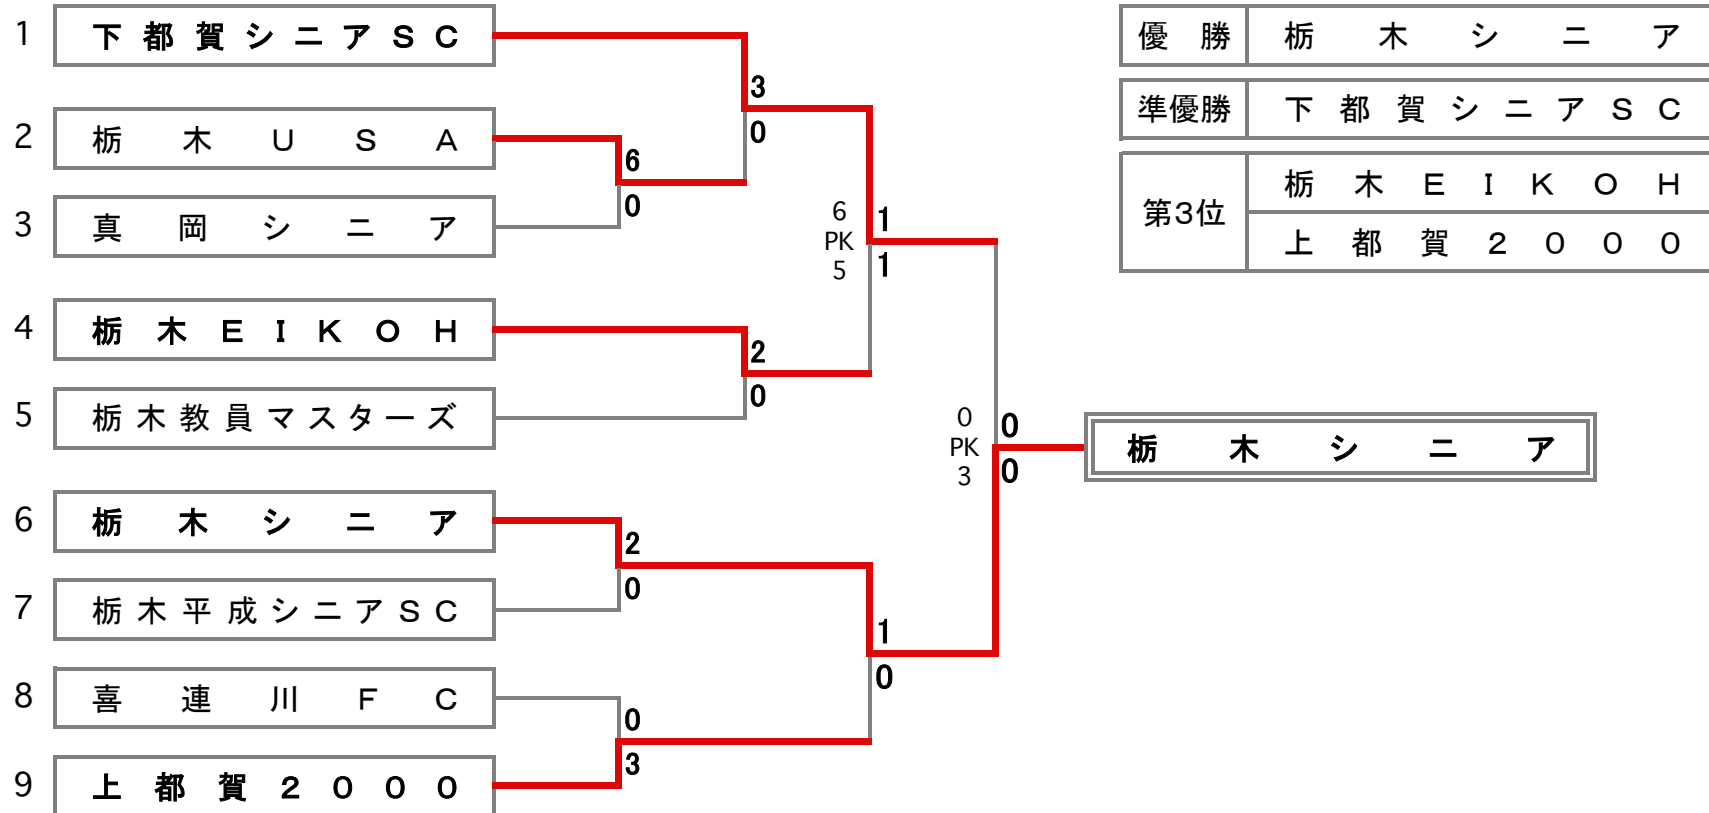 1 下都賀シニアＳＣ
優勝 栃木シニア
3
準優勝 下都賀シニアＳＣ
0
2 栃木ＵＳＡ
6
0
第3位 栃木ＥＩＫＯＨ
上都賀２０００
3 真岡シニア
6
PK
5
1
1
4 栃木ＥＩＫＯＨ
2
0
5 栃木教員マスターズ
0
PK
3
0
0
栃木シニア
6 栃木シニア
2
0
7 栃木平成シニアＳＣ
1
0
8 喜連川ＦＣ
0
3
9 上都賀２０００